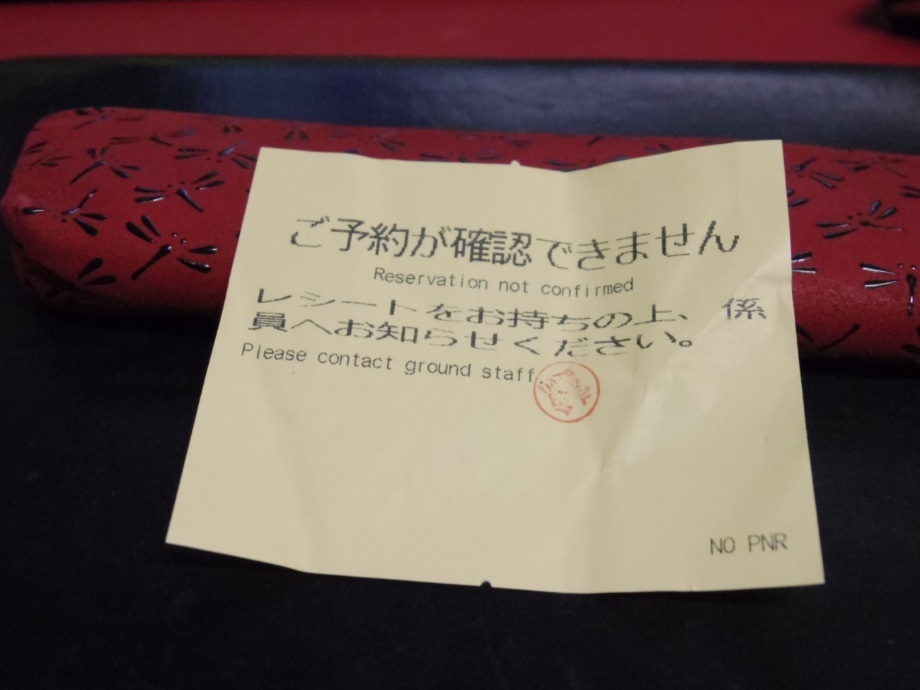 ご予約が確認できません
Reservation not confirmed
レシートをお持ちの上、係
員へお知らせください。
Please contact ground staff
NO PNR